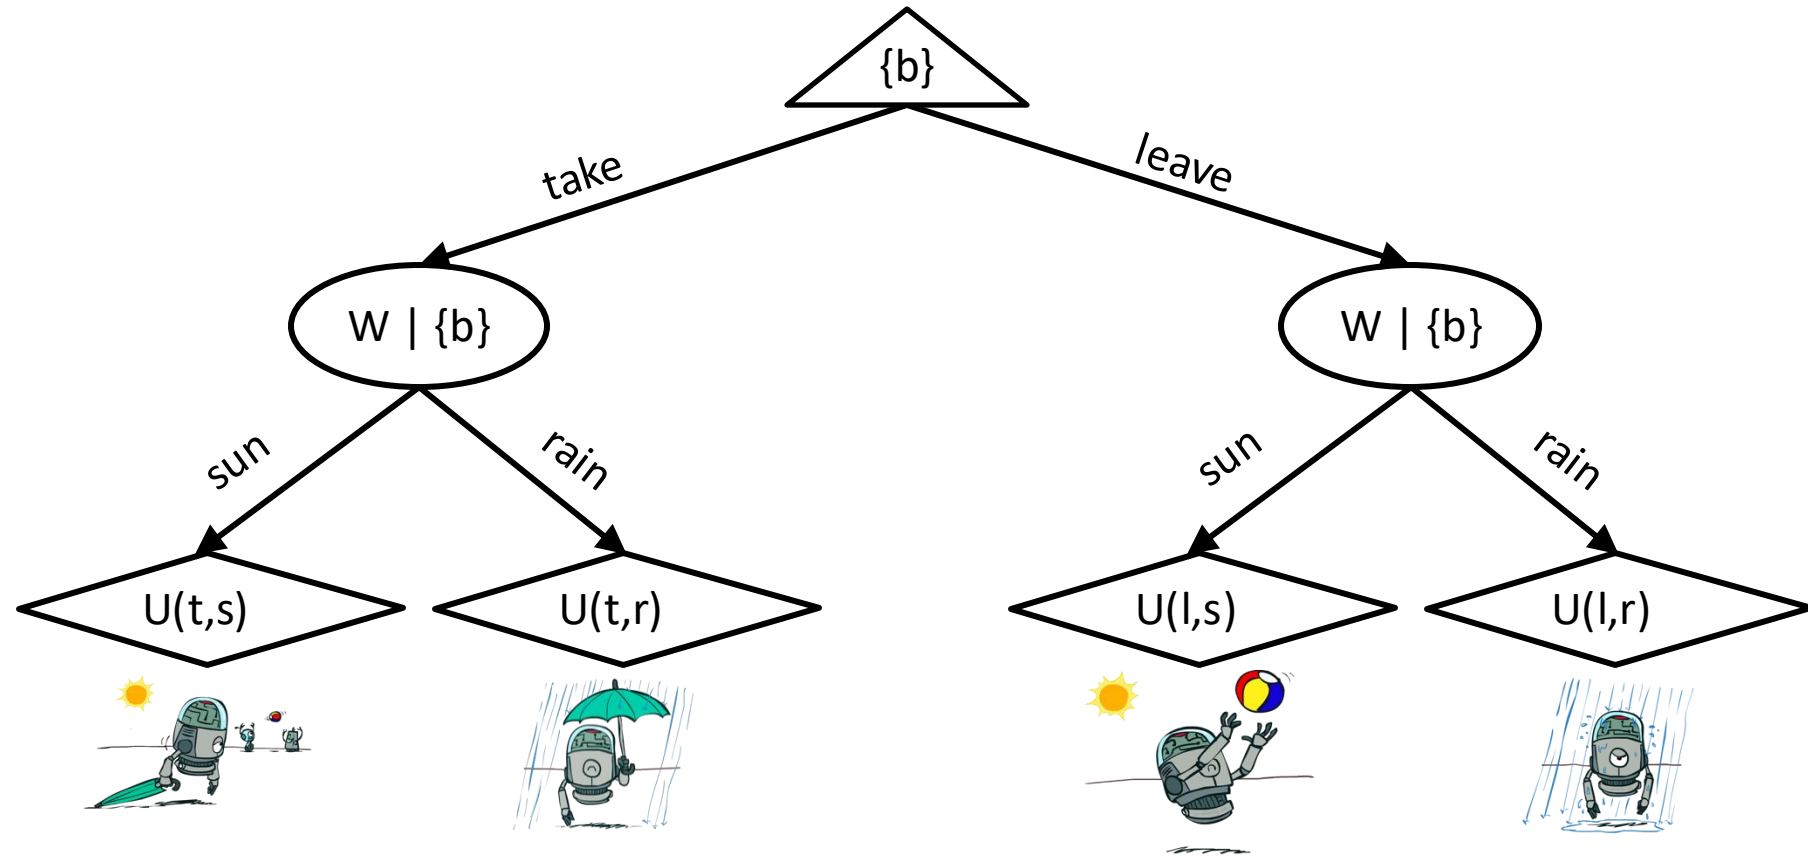 {b}
take
leave
W | {b}
W | {b}
sun
rain
sun
rain
U(t,s)
U(t,r)
U(l,s)
U(l,r)